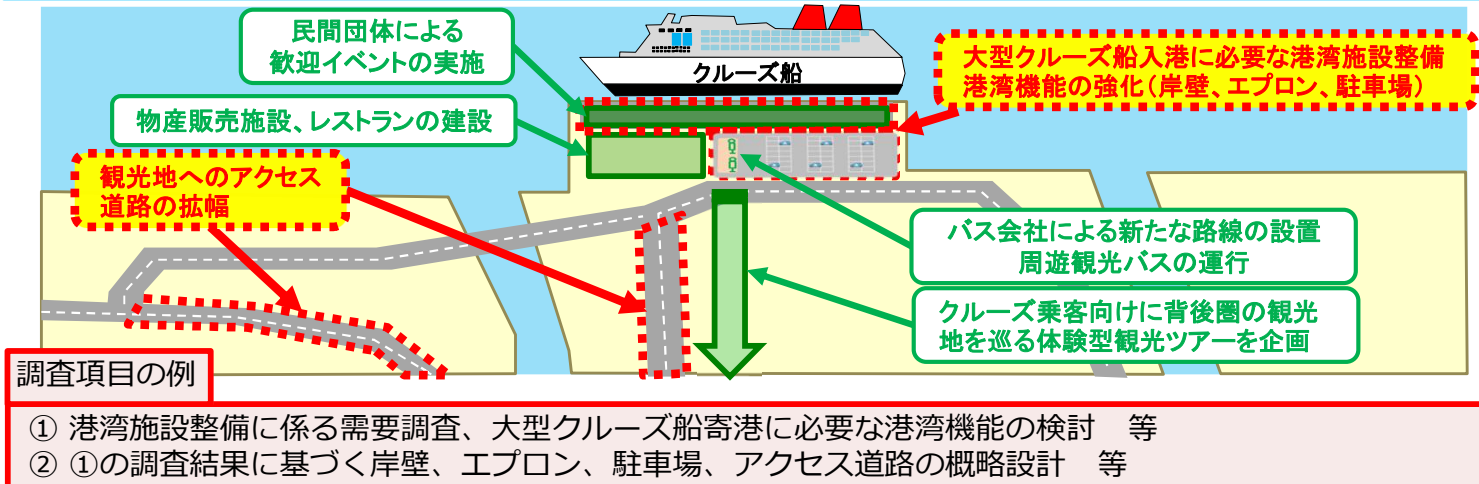 民間団体による
歓迎イベントの実施
クルーズ船
大型クルーズ船入港に必要な港湾施設整備
港湾機能の強化(岸壁、エプロン、駐車場)
物産販売施設、レストランの建設
観光地へのアクセス
道路の拡幅
バス会社による新たな路線の設置
周遊観光バスの運行
クルーズ乗客向けに背後圏の観光
地を巡る体験型観光ツアーを企画
調査項目の例
① 港湾施設整備に係る需要調査、大型クルーズ船寄港に必要な港湾機能の検討 等
② ①の調査結果に基づく岸壁、エプロン、駐車場、アクセス道路の概略設計 等